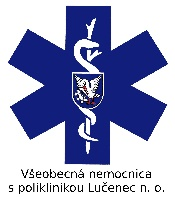 Všeobecná nemocnica
s poliklinikou Lučenec n. o.